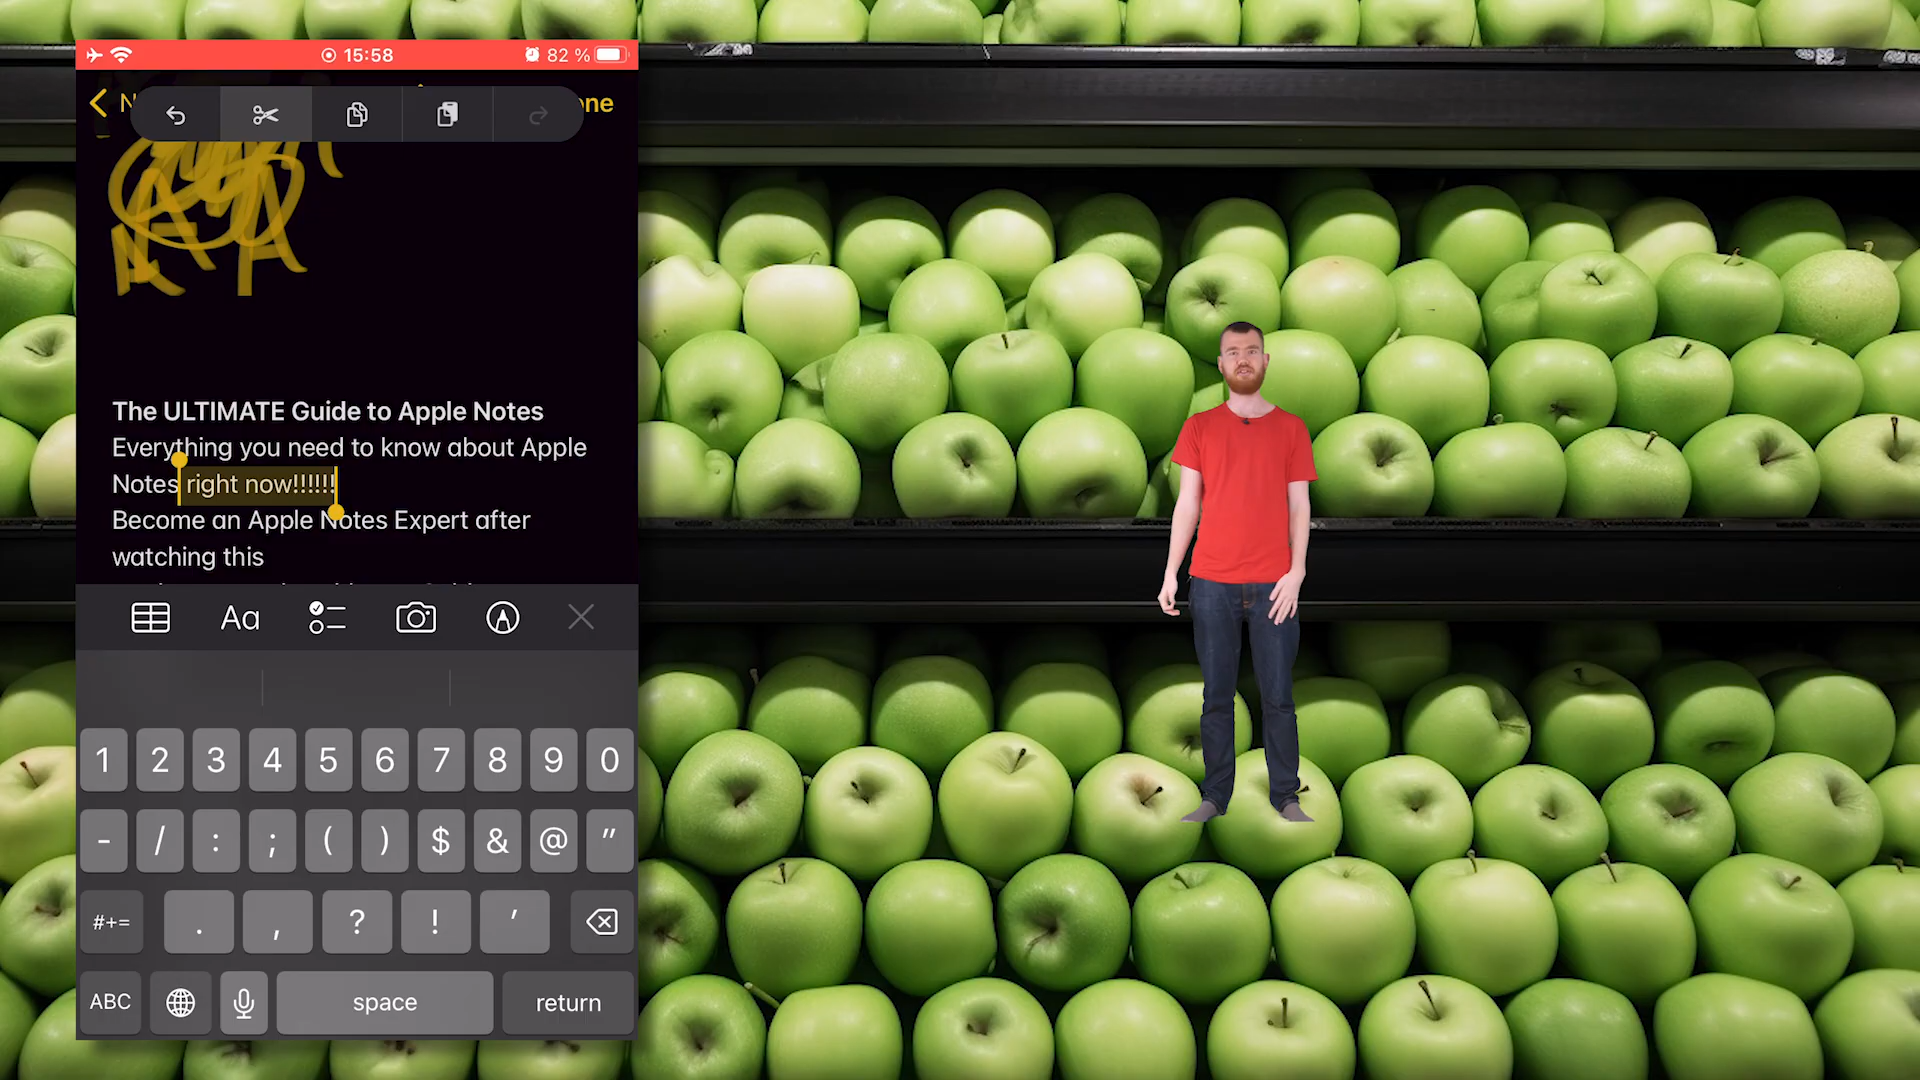 15:58
82 %
N
one
A
A
A
The ULTIMATE Guide to Apple Notes
Everything you need to know about Apple
Notes right now!!!!!!
Become an Apple Notes Expert after
watching this
Aa
1 2 3 4 5 6 7 8 9 0
- / : ; ( ) $ & @ "
#+= . , ? ! '
ABC space return